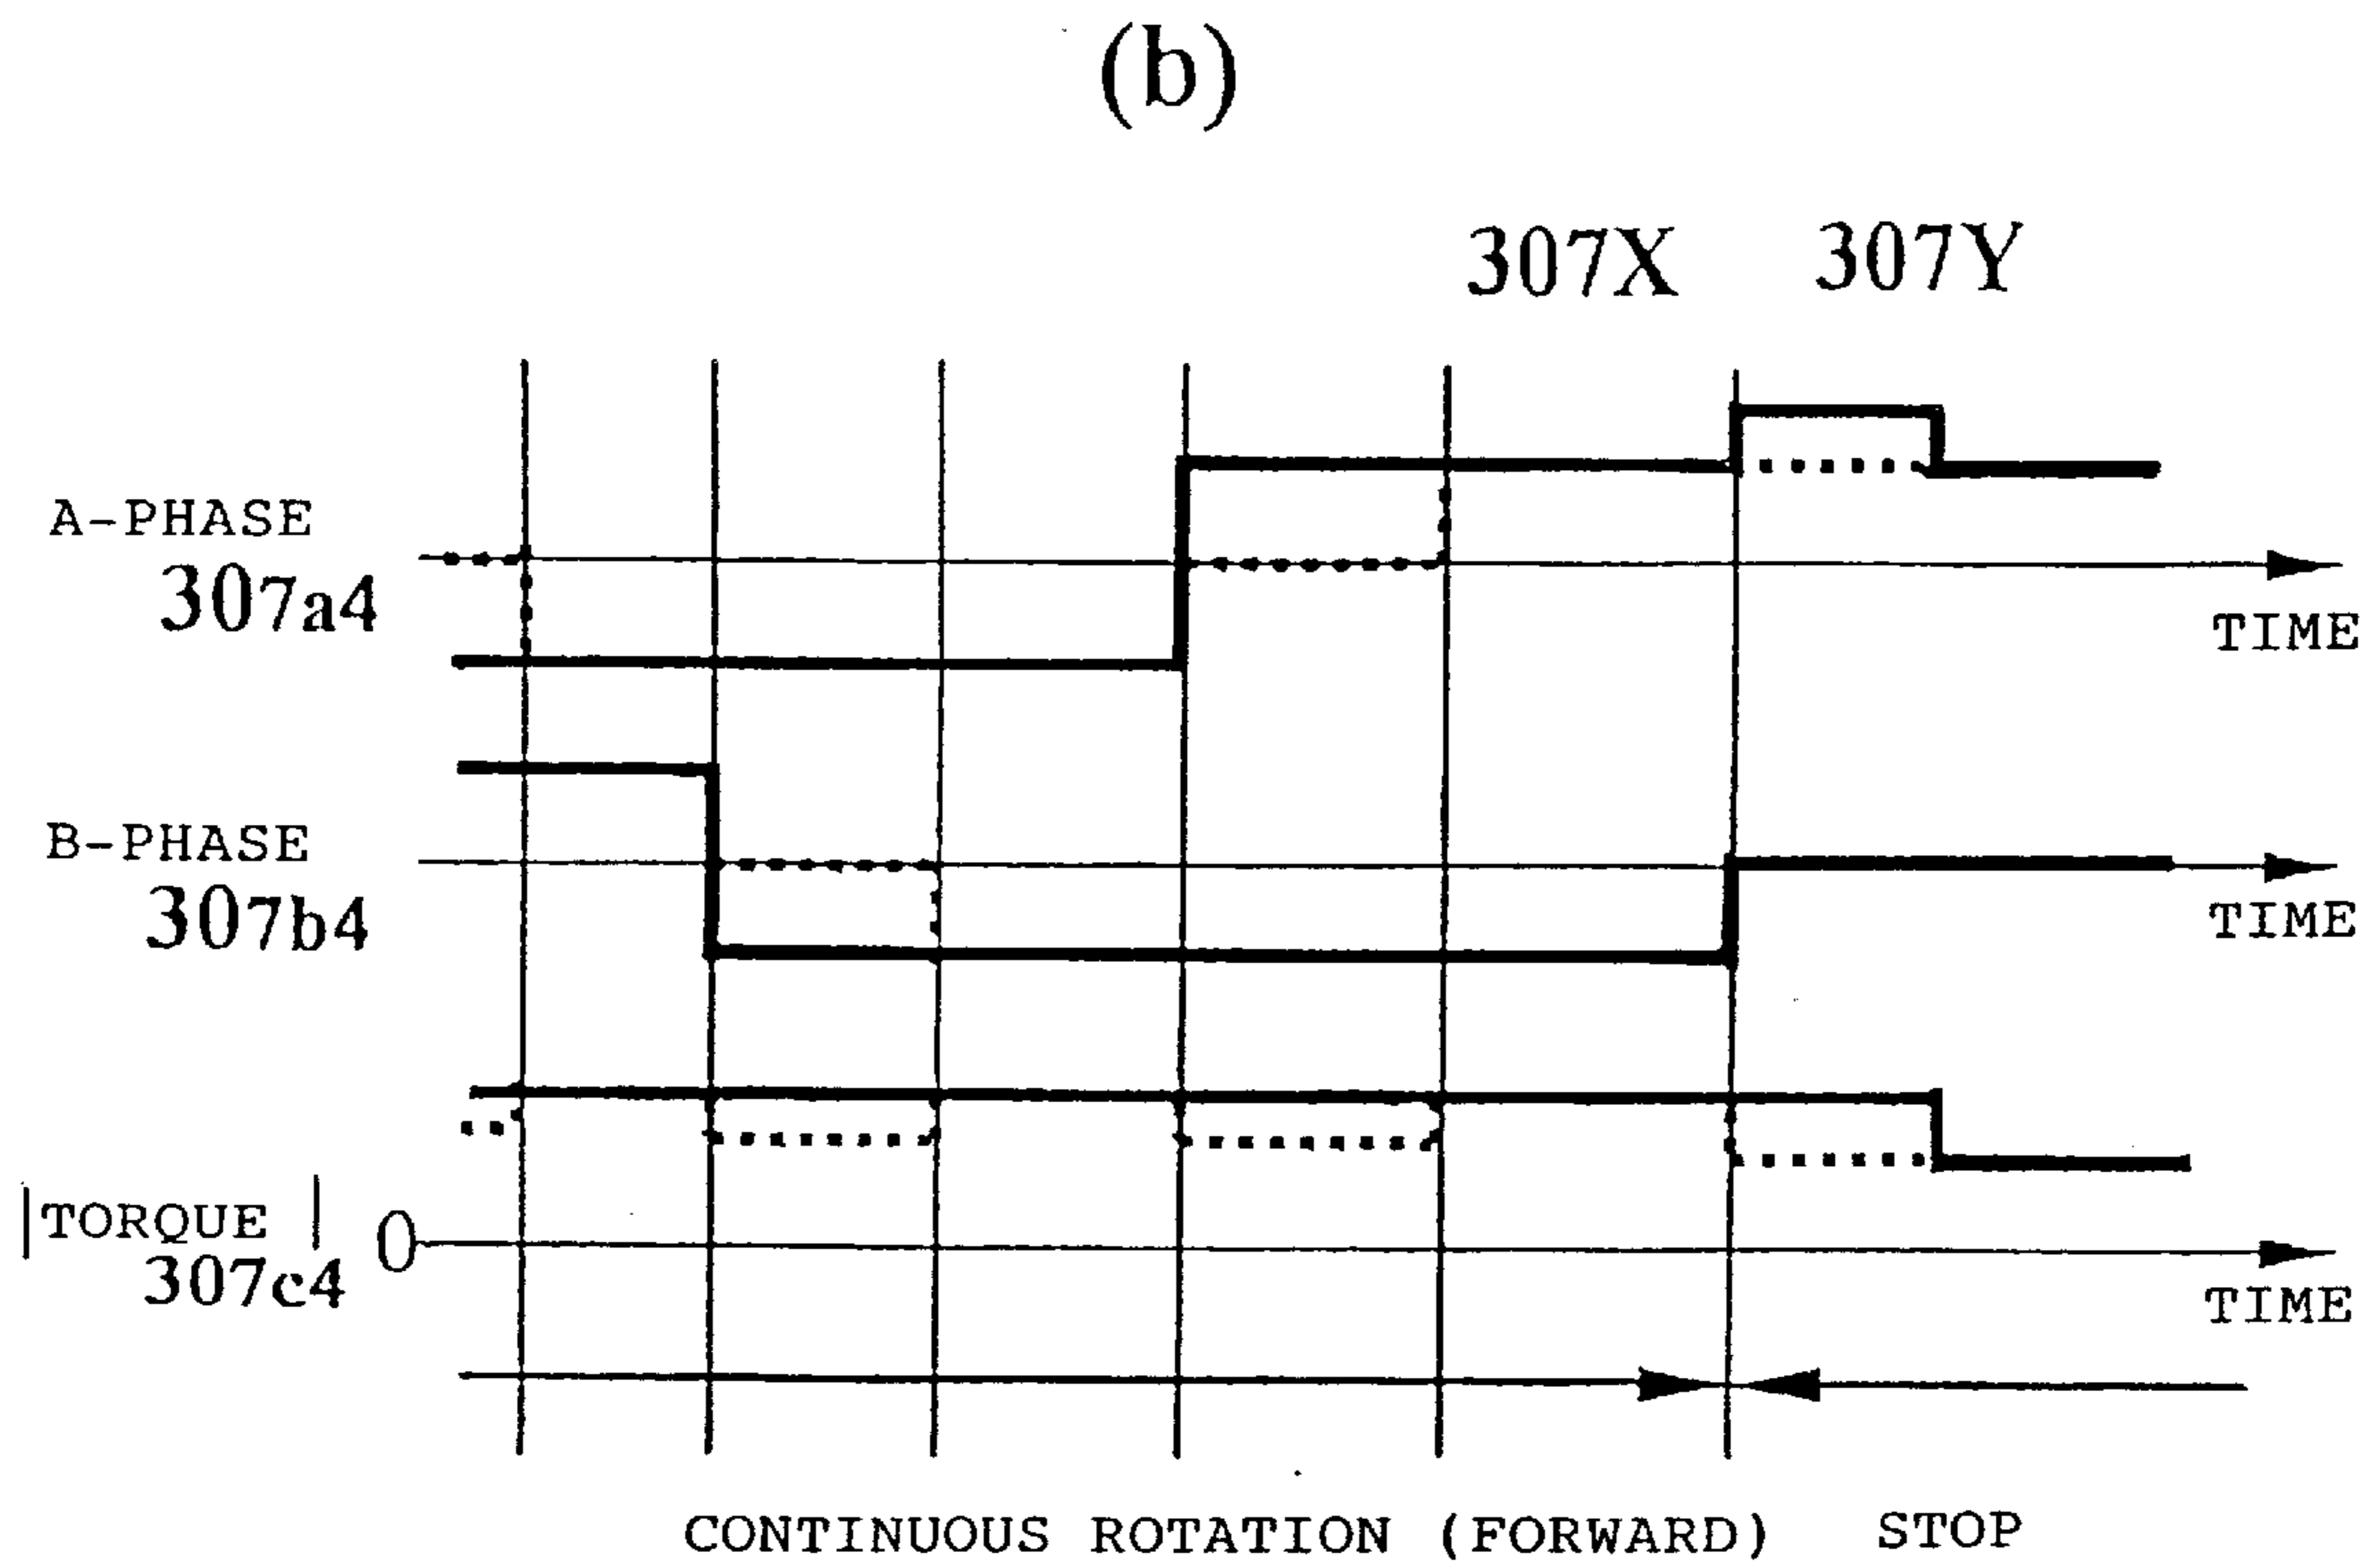 (b)
307X 307Y
A-PHASE
307a4
TIME
B-PHASE
307b4
TIME
|TORQUE | 0
307c4
TIME
CONTINUOUS ROTATION (FORWARD) STOP